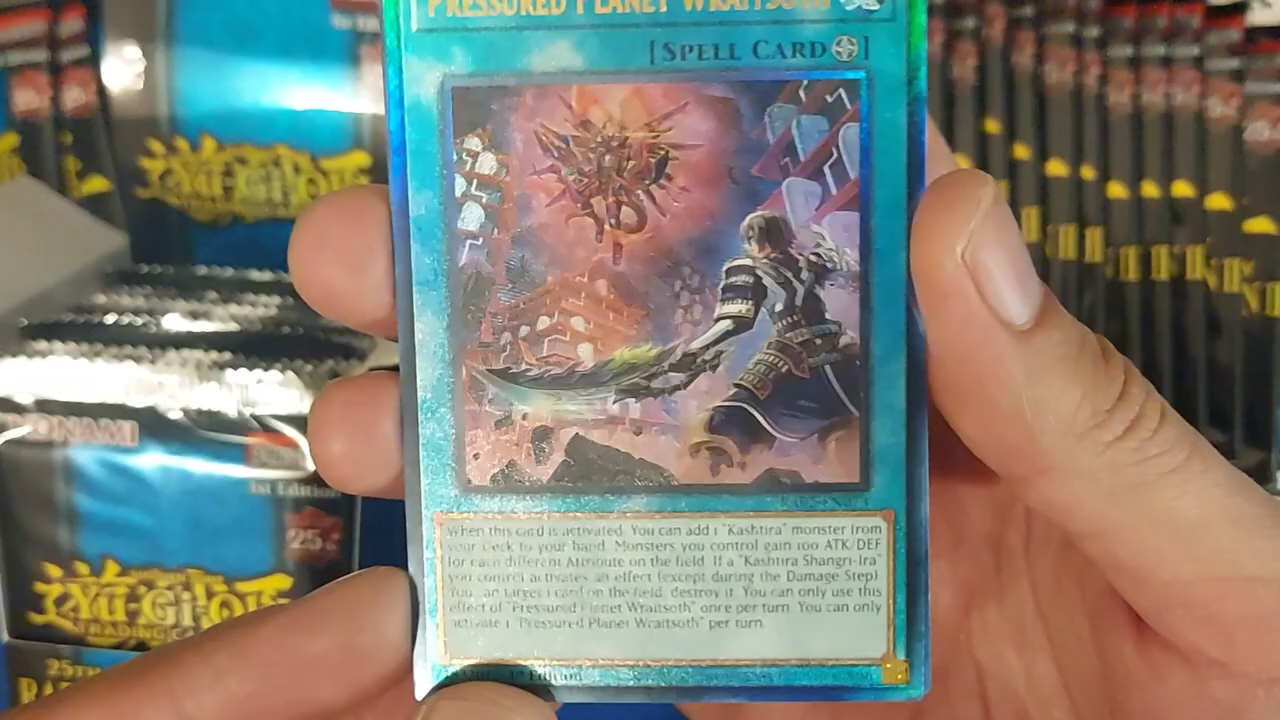 PRESSURED PLANET WRAITSOTH
[SPELL CARD]
When this card is activated: You can add 1 "Kashtira" monster from
your Deck to your hand. Monsters you control gain 100 ATK/DEF
for each different Attribute on the field. If a "Kashtira Shangri-Ira"
you control activates an effect (except during the Damage Step):
You can target 1 card on the field; destroy it. You can only use this
effect of "Pressured Planet Wraitsoth" once per turn. You can only
activate 1 "Pressured Planet Wraitsoth" per turn.
1st Edition
Yu-Gi-Oh!
KONAMI
1st Edition
25
Yu-Gi-Oh!
TRADING C
25TH